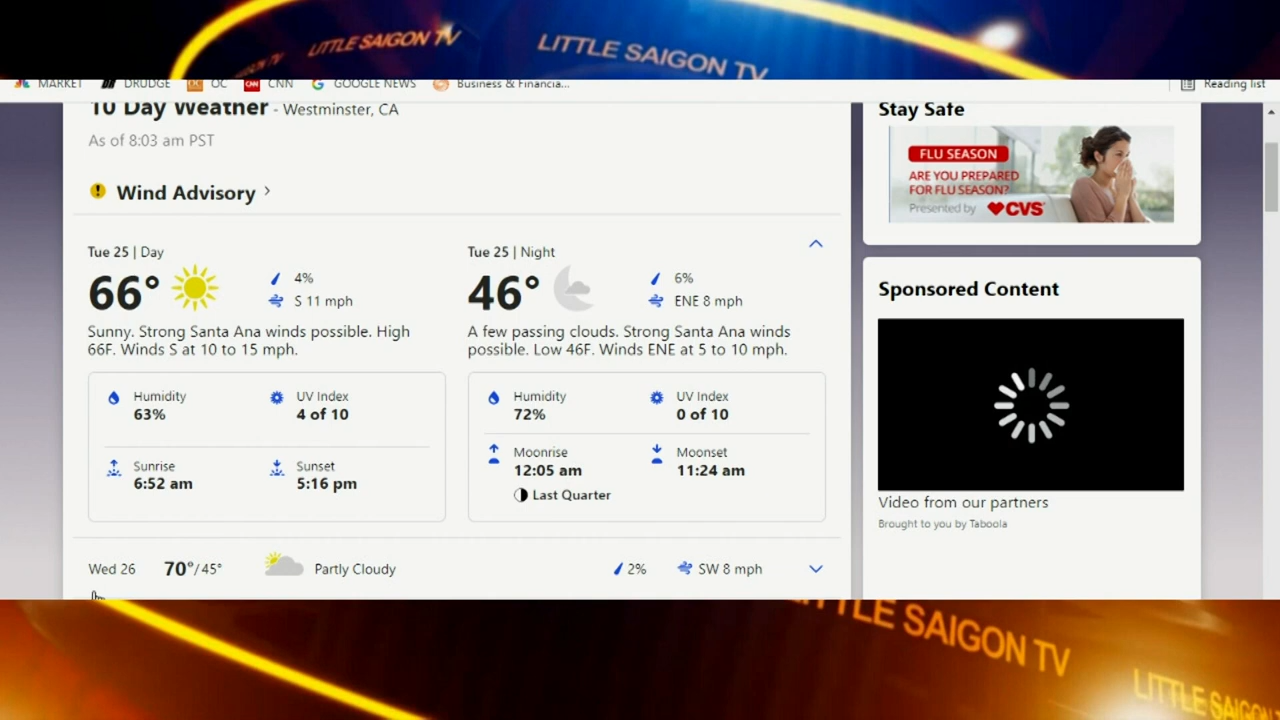 LITTLE SAIGON TV
LITTLE SAIGON TV
MARKET
DRUDGE
OC
CNN
GOOGLE NEWS
Business & Financia...
Reading list
10 Day Weather - Westminster, CA
As of 8:03 am PST
Wind Advisory
Tue 25 | Day
66°
4%
S 11 mph
Sunny. Strong Santa Ana winds possible. High
66F. Winds S at 10 to 15 mph.
Humidity
63%
UV Index
4 of 10
Sunrise
6:52 am
Sunset
5:16 pm
Tue 25 | Night
46°
6%
ENE 8 mph
A few passing clouds. Strong Santa Ana winds
possible. Low 46F. Winds ENE at 5 to 10 mph.
Humidity
72%
UV Index
0 of 10
Moonrise
12:05 am
Moonset
11:24 am
Last Quarter
Wed 26 70°/45° Partly Cloudy 2% SW 8 mph
Stay Safe
FLU SEASON
ARE YOU PREPARED
FOR FLU SEASON?
Presented by CVS
Sponsored Content
Video from our partners
Brought to you by Taboola
LITTLE SAIGON TV
LITTLE SAIGON